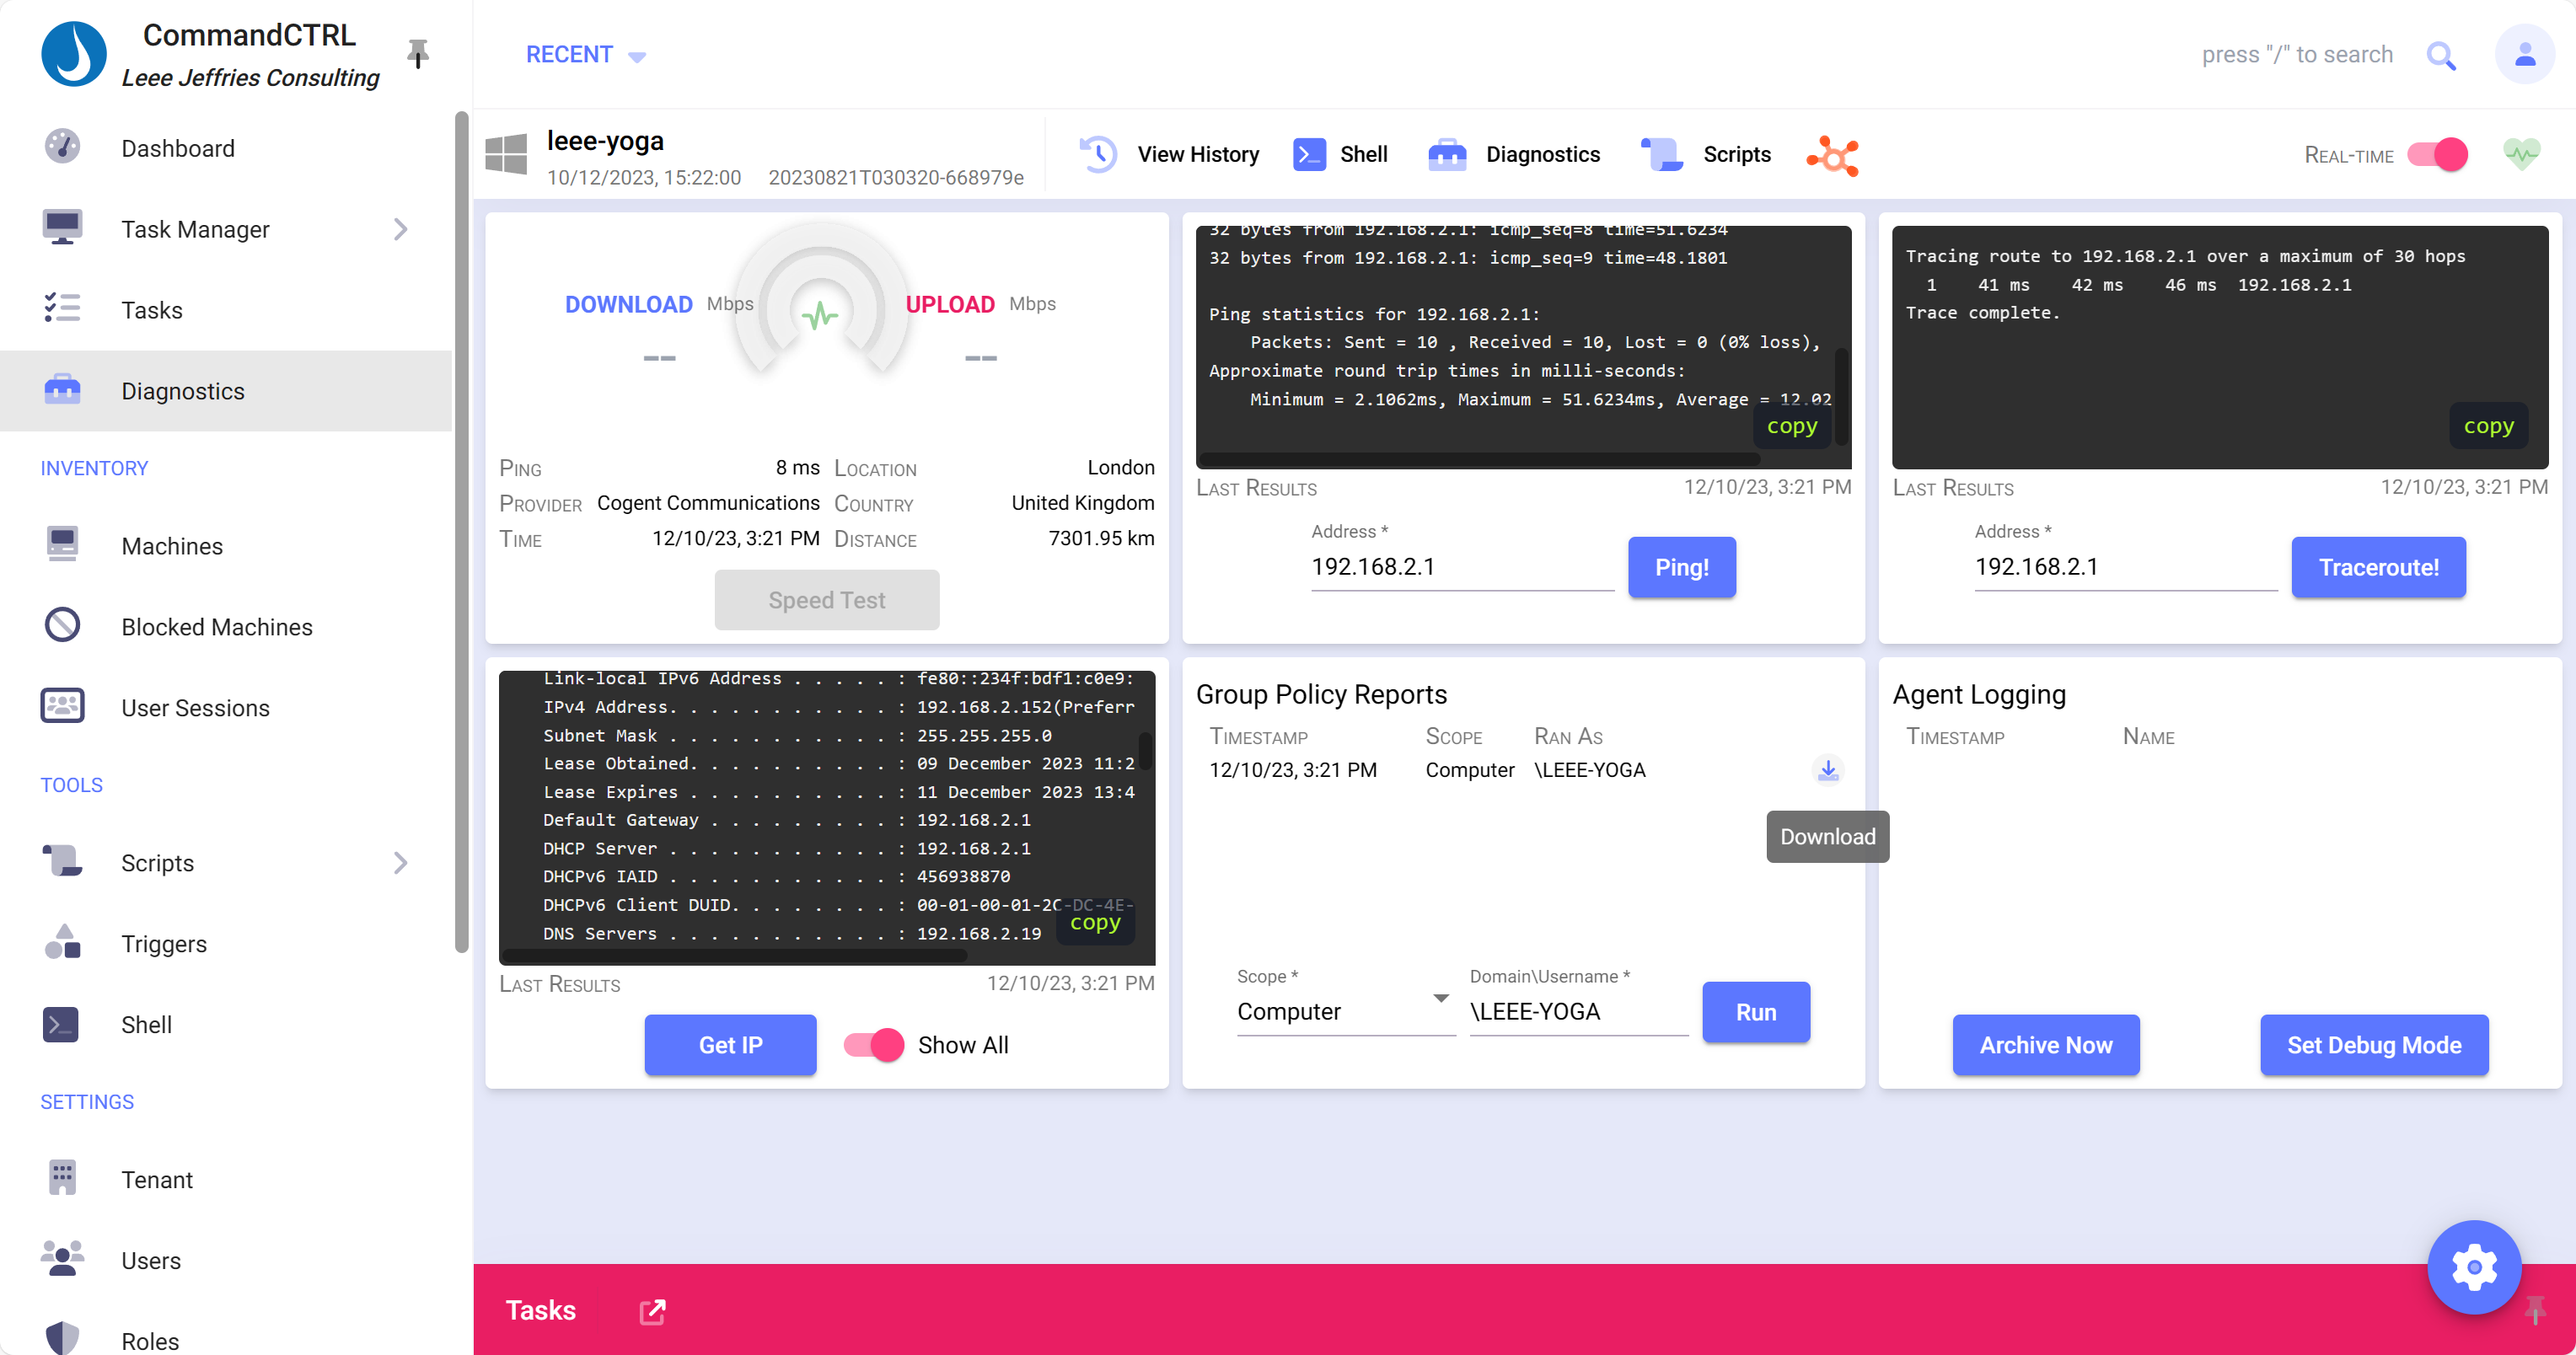 CommandCTRL
Leee Jeffries Consulting
Dashboard
Task Manager
Tasks
Diagnostics
INVENTORY
Machines
Blocked Machines
User Sessions
TOOLS
Scripts
Triggers
Shell
SETTINGS
Tenant
Users
Roles
RECENT
press "/" to search
leee-yoga
10/12/2023, 15:22:00 20230821T030320-668979e
View History
Shell
Diagnostics
Scripts
REAL-TIME
DOWNLOAD Mbps
--
UPLOAD Mbps
--
PING 8 ms LOCATION London
PROVIDER Cogent Communications COUNTRY United Kingdom
TIME 12/10/23, 3:21 PM DISTANCE 7301.95 km
Speed Test
32 bytes from 192.168.2.1: icmp_seq=8 time=51.6234
32 bytes from 192.168.2.1: icmp_seq=9 time=48.1801
Ping statistics for 192.168.2.1:
Packets: Sent = 10 , Received = 10, Lost = 0 (0% loss),
Approximate round trip times in milli-seconds:
Minimum = 2.1062ms, Maximum = 51.6234ms, Average = 12.02
copy
LAST RESULTS 12/10/23, 3:21 PM
Address *
192.168.2.1
Ping!
Tracing route to 192.168.2.1 over a maximum of 30 hops
1 41 ms 42 ms 46 ms 192.168.2.1
Trace complete.
copy
LAST RESULTS 12/10/23, 3:21 PM
Address *
192.168.2.1
Traceroute!
Link-local IPv6 Address . . . . . : fe80::234f:bdf1:c0e9:
IPv4 Address. . . . . . . . . . . : 192.168.2.152(Preferr
Subnet Mask . . . . . . . . . . . : 255.255.255.0
Lease Obtained. . . . . . . . . . : 09 December 2023 11:2
Lease Expires . . . . . . . . . . : 11 December 2023 13:4
Default Gateway . . . . . . . . . : 192.168.2.1
DHCP Server . . . . . . . . . . . : 192.168.2.1
DHCPv6 IAID . . . . . . . . . . . : 456938870
DHCPv6 Client DUID. . . . . . . . : 00-01-00-01-2C-DC-4E-
DNS Servers . . . . . . . . . . . : 192.168.2.19
copy
LAST RESULTS 12/10/23, 3:21 PM
Get IP
Show All
Group Policy Reports
TIMESTAMP SCOPE RAN AS
12/10/23, 3:21 PM Computer \LEEE-YOGA
Download
Scope *
Computer
Domain\Username *
\LEEE-YOGA
Run
Agent Logging
TIMESTAMP NAME
Archive Now
Set Debug Mode
Tasks